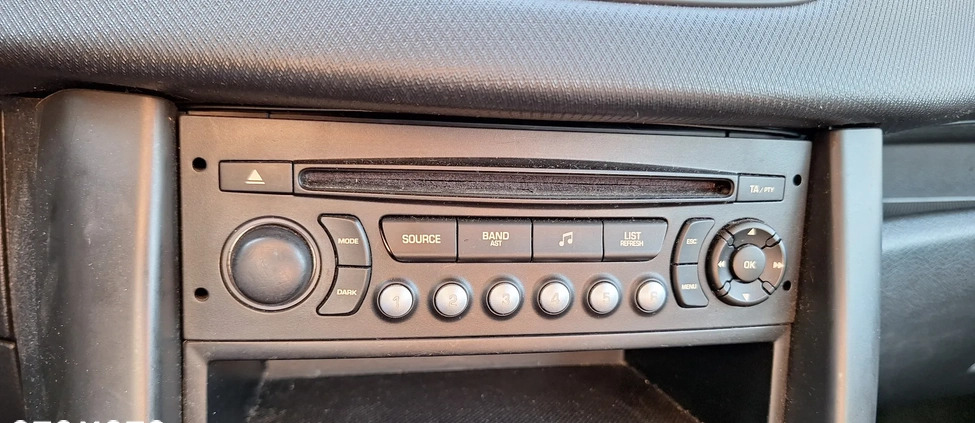 TA/PTY
MODE
SOURCE
BAND
AST
LIST
REFRESH
ESC
OK
DARK
MENU
1 2 3 4 5 6